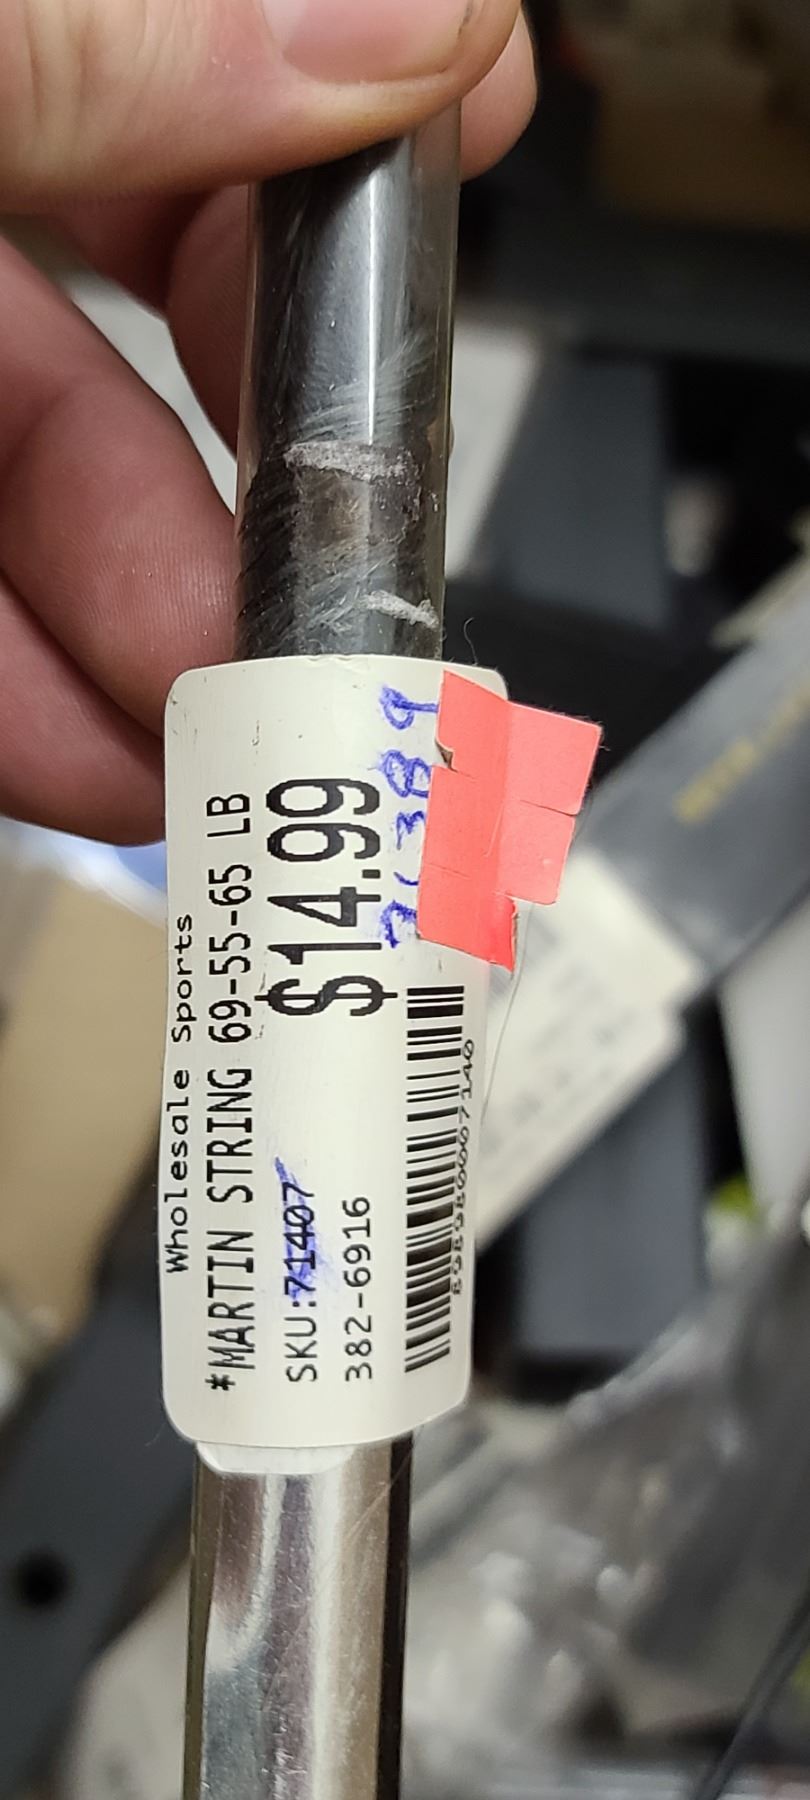 Wholesale Sports
*MARTIN STRING 69-55-65 LB
$14.99
SKU:71407
382-6916